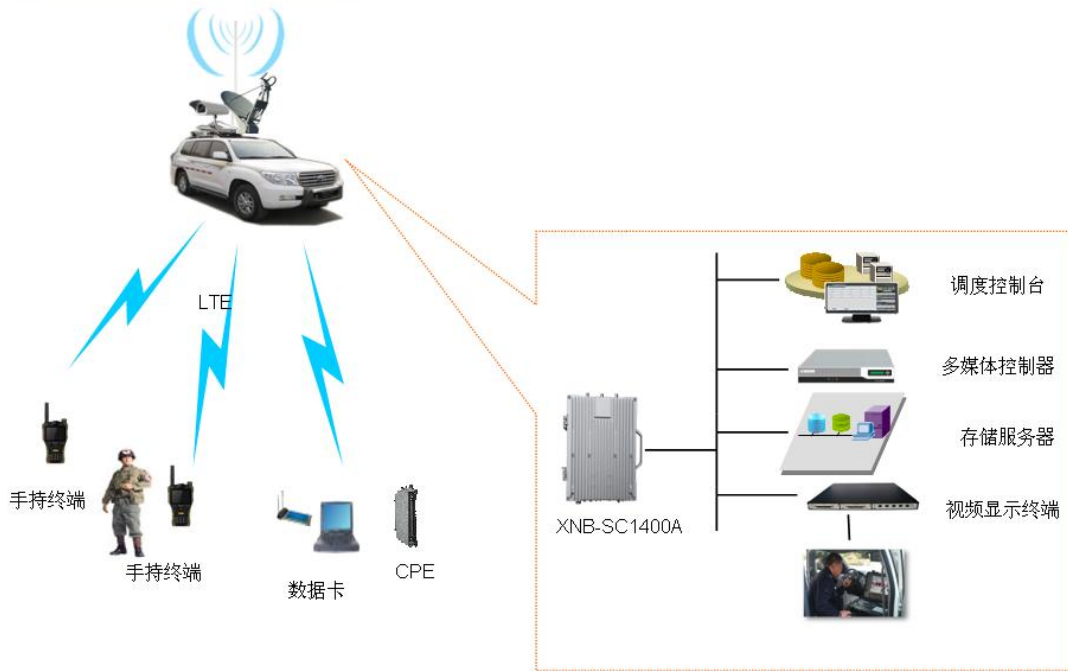 LTE
手持终端
手持终端
数据卡
CPE
XNB-SC1400A
调度控制台
多媒体控制器
存储服务器
视频显示终端